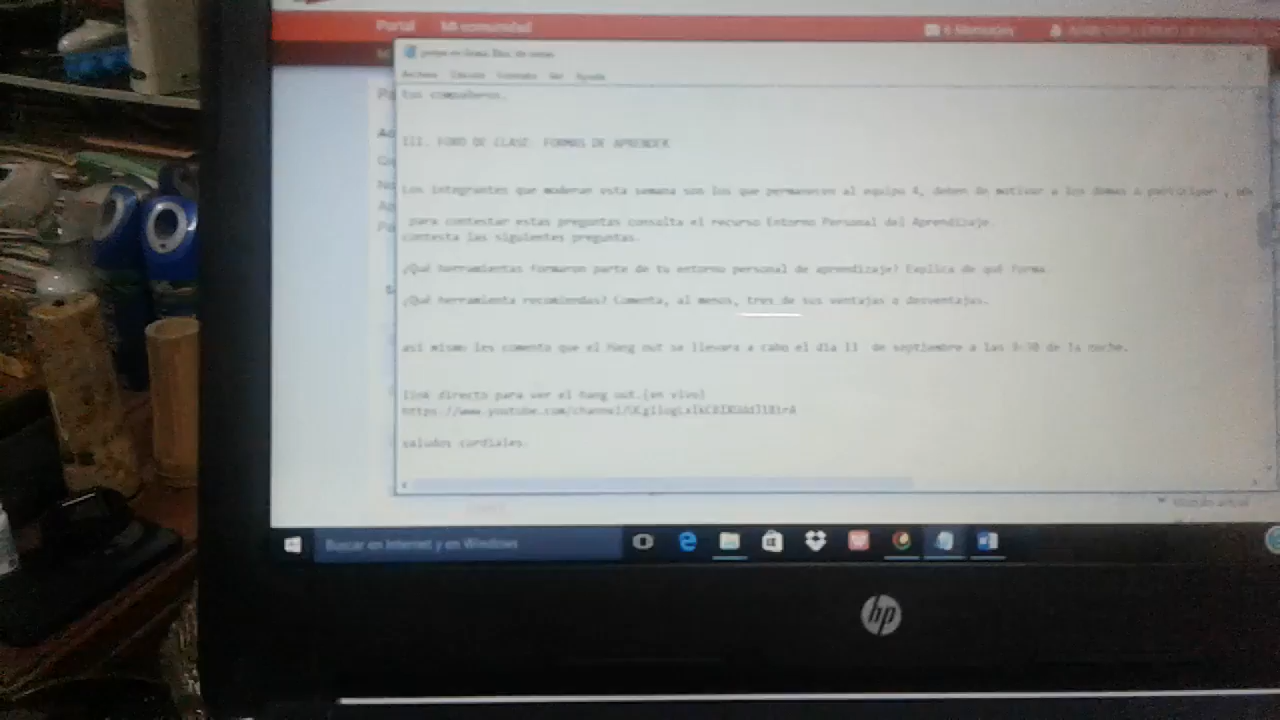 Portal Mi comunidad
6 Mensajes
Archivo Edición Formato Ver Ayuda
tus compañeros.
III. FORO DE CLASE: FORMAS DE APRENDER
Los integrantes que moderan esta semana son los que permanecen al equipo 4, deben de motivar a los demas a participar ,
para contestar estas preguntas consulta el recurso Entorno Personal del Aprendizaje.
contesta las siguientes preguntas.
¿Qué herramientas formaron parte de tu entorno personal de aprendizaje? Explica de qué forma.
¿Qué herramienta recomiendas? Comenta, al menos, tres de sus ventajas o desventajas.
asi mismo les comento que el Hang out se llevara a cabo el dia 11 de septiembre a las de la noche.
link directo para ver el hang out.(en vivo)
saludos cordiales.
Buscar en Internet y en Windows
hp